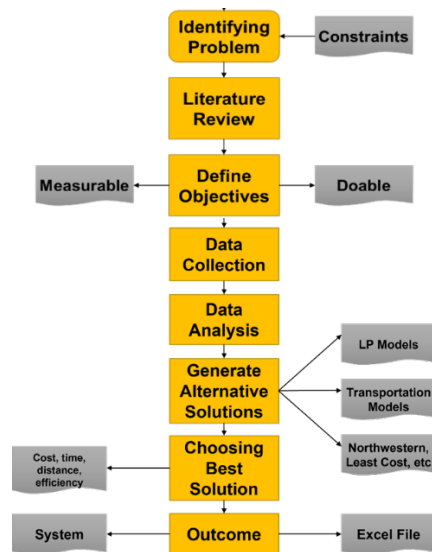 Identifying
Problem
Constraints
Literature
Review
Measurable
Define
Objectives
Doable
Data
Collection
Data
Analysis
Generate
Alternative
Solutions
LP Models
Transportation
Models
Northwestern,
Least Cost, etc
Cost, time,
distance,
efficiency
Choosing
Best
Solution
System
Outcome
Excel File